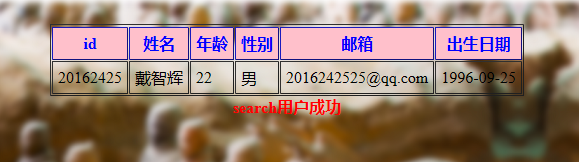 id 姓名 年龄 性别 邮箱 出生日期
20162425 戴智辉 22 男 2016242525@qq.com 1996-09-25
search用户成功